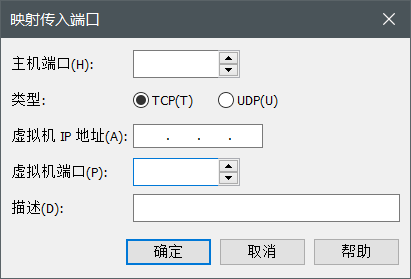 映射传入端口
主机端口(H):
类型: TCP(T) UDP(U)
虚拟机 IP 地址(A): . . .
虚拟机端口(P):
描述(D):
确定 取消 帮助